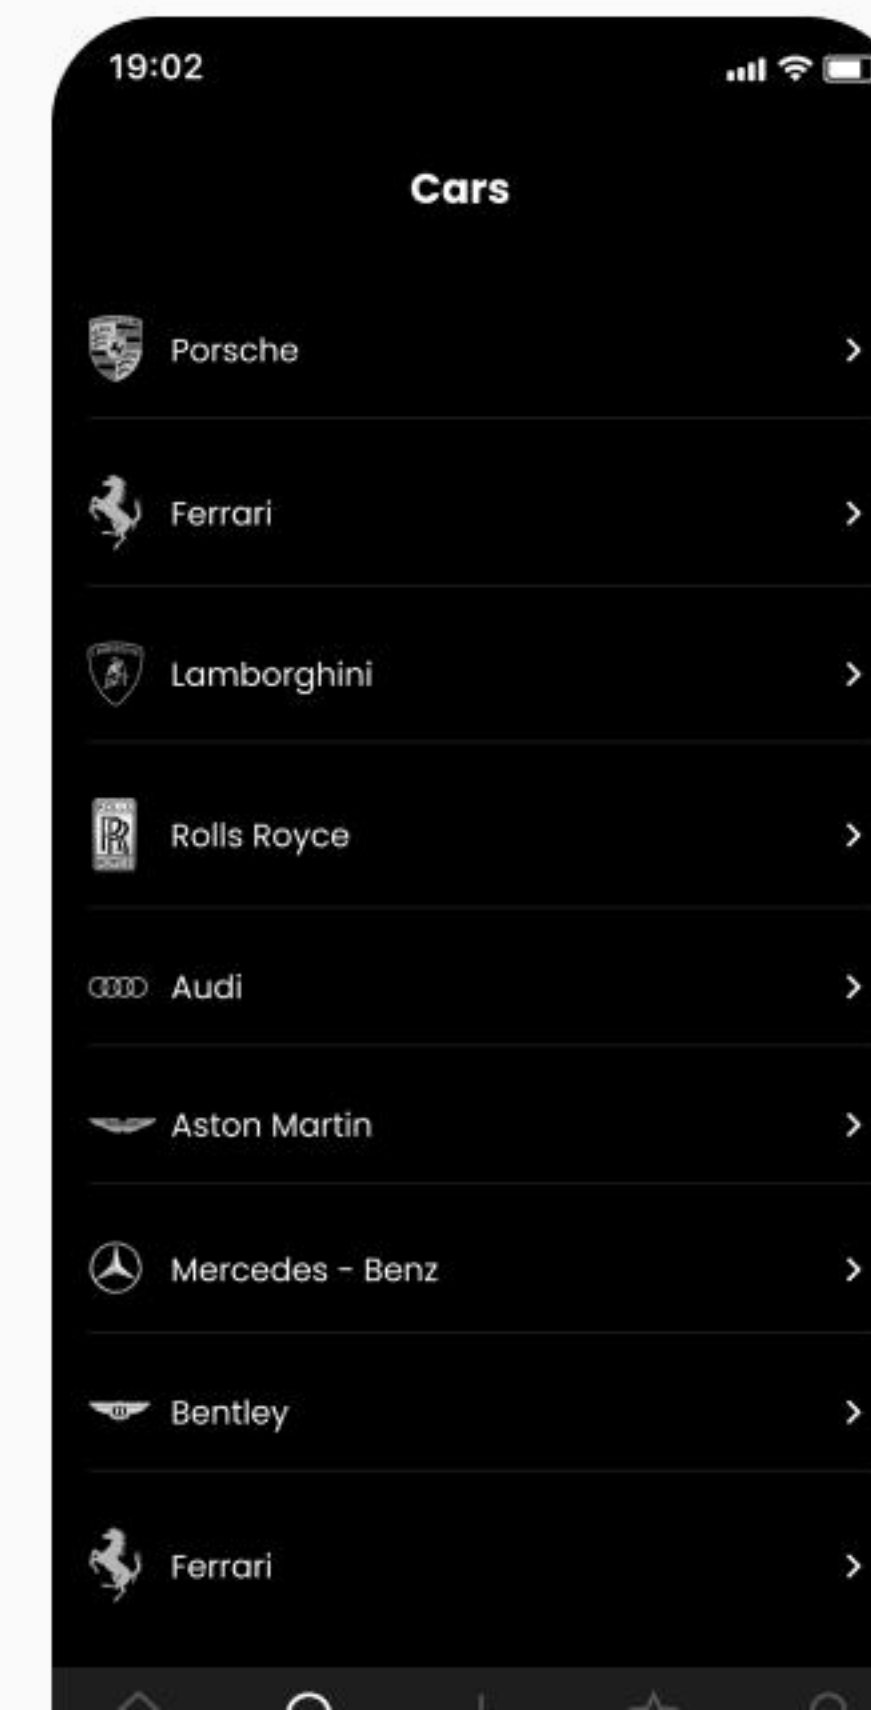 19:02
Cars
Porsche
Ferrari
Lamborghini
Rolls Royce
Audi
Aston Martin
Mercedes - Benz
Bentley
Ferrari